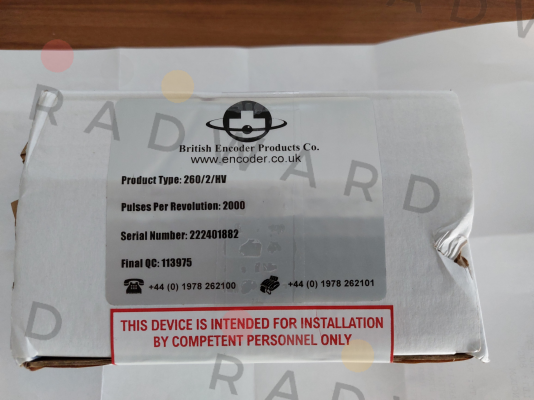 British Encoder Products Co.
www.encoder.co.uk
Product Type: 260/2/HV
Pulses Per Revolution: 2000
Serial Number: 222401882
Final QC: 113975
+44 (0) 1978 262100 +44 (0) 1978 262101
THIS DEVICE IS INTENDED FOR INSTALLATION
BY COMPETENT PERSONNEL ONLY
RADWARD
D RADWARD